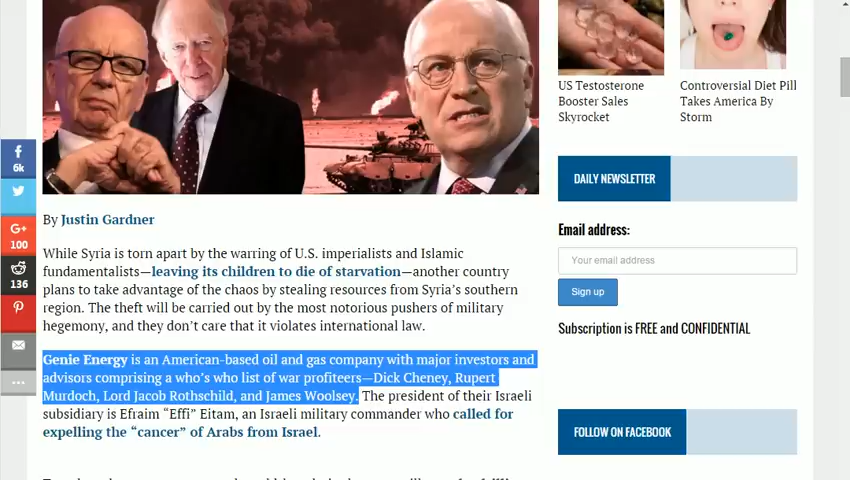 US Testosterone
Booster Sales
Skyrocket
Controversial Diet Pill
Takes America By
Storm
6k
G+
100
136
DAILY NEWSLETTER
Email address:
Your email address
Sign up
Subscription is FREE and CONFIDENTIAL
FOLLOW ON FACEBOOK
By Justin Gardner
While Syria is torn apart by the warring of U.S. imperialists and Islamic
fundamentalists—leaving its children to die of starvation—another country
plans to take advantage of the chaos by stealing resources from Syria’s southern
region. The theft will be carried out by the most notorious pushers of military
hegemony, and they don’t care that it violates international law.
Genie Energy is an American-based oil and gas company with major investors and
advisors comprising a who’s who list of war profiteers—Dick Cheney, Rupert
Murdoch, Lord Jacob Rothschild, and James Woolsey. The president of their Israeli
subsidiary is Efraim “Effi” Eitam, an Israeli military commander who called for
expelling the “cancer” of Arabs from Israel.